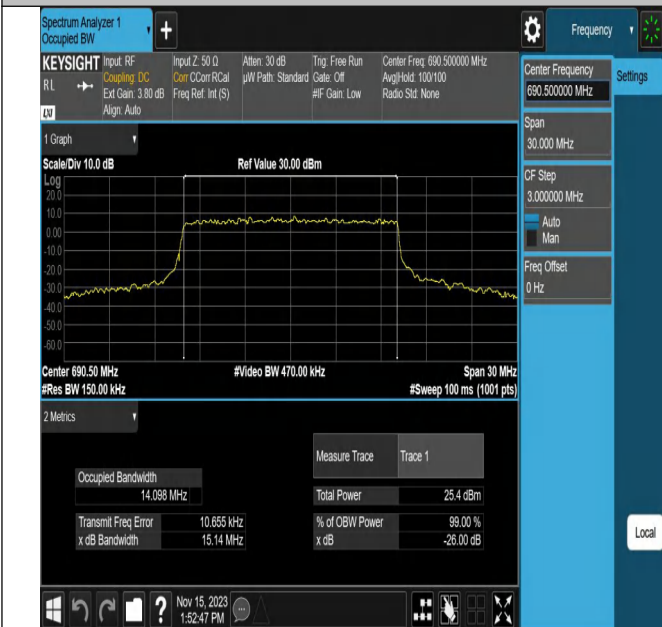 Spectrum Analyzer 1
Occupied BW
+
Frequency
KEYSIGHT
RL
LXI
Input: RF
Coupling: DC
Ext Gain: 3.80 dB
Align: Auto
Input Z: 50 Ω
Corr CCorr RCal
Freq Ref: Int (S)
Atten: 30 dB
µW Path: Standard
Trig: Free Run
Gate: Off
#IF Gain: Low
Center Freq: 690.500000 MHz
Avg|Hold: 100/100
Radio Std: None
Center Frequency
690.500000 MHz
Settings
Span
30.000 MHz
CF Step
3.000000 MHz
Auto
Man
Freq Offset
0 Hz
1 Graph
Scale/Div 10.0 dB
Ref Value 30.00 dBm
Log
20.0
10.0
0.00
-10.0
-20.0
-30.0
-40.0
-50.0
-60.0
Center 690.50 MHz
#Video BW 470.00 kHz
Span 30 MHz
#Res BW 150.00 kHz
#Sweep 100 ms (1001 pts)
2 Metrics
Measure Trace
Trace 1
Occupied Bandwidth
14.098 MHz
Total Power
25.4 dBm
Transmit Freq Error
10.655 kHz
% of OBW Power
99.00 %
x dB Bandwidth
15.14 MHz
x dB
-26.00 dB
Local
?
Nov 15, 2023
1:52:47 PM